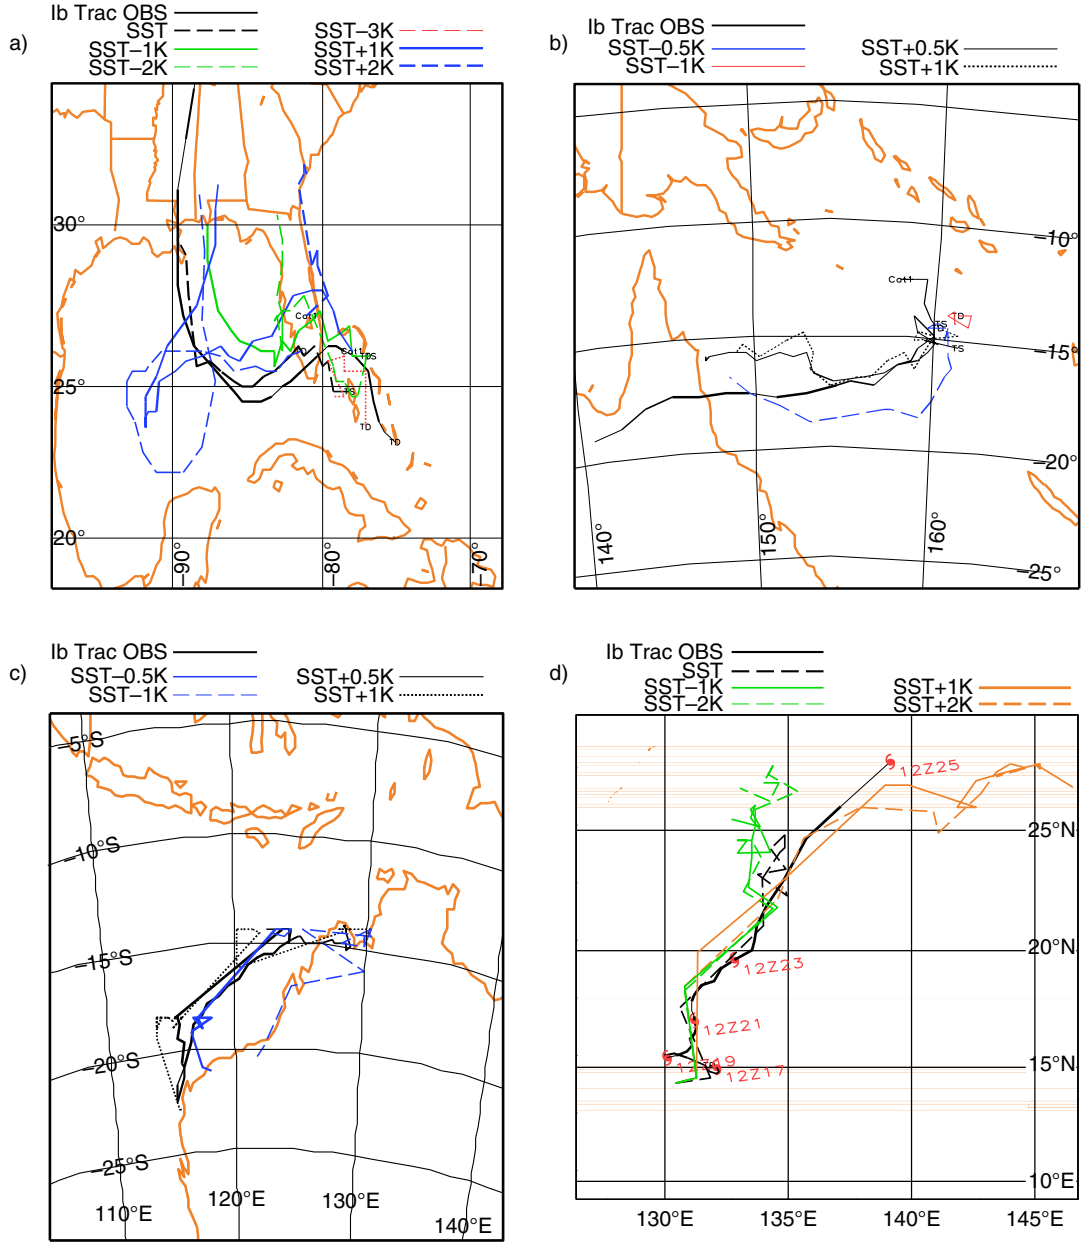 a)
Ib Trac OBS
SST
SST–1K
SST–2K
SST–3K
SST+1K
SST+2K
30°
25°
20°
–90°
–80°
–70°
Cat1
Cat1
TS
TD
TD
b)
Ib Trac OBS
SST–0.5K
SST–1K
SST+0.5K
SST+1K
–10°
–15°
–20°
–25°
140°
150°
160°
Cat1
TS
TD
TS
c)
Ib Trac OBS
SST–0.5K
SST–1K
SST+0.5K
SST+1K
–5°S
–10°S
–15°S
–20°S
–25°S
110°E
120°E
130°E
140°E
d)
Ib Trac OBS
SST
SST–1K
SST–2K
SST+1K
SST+2K
12Z25
12Z23
12Z21
12Z19
12Z17
25°N
20°N
15°N
10°N
130°E
135°E
140°E
145°E